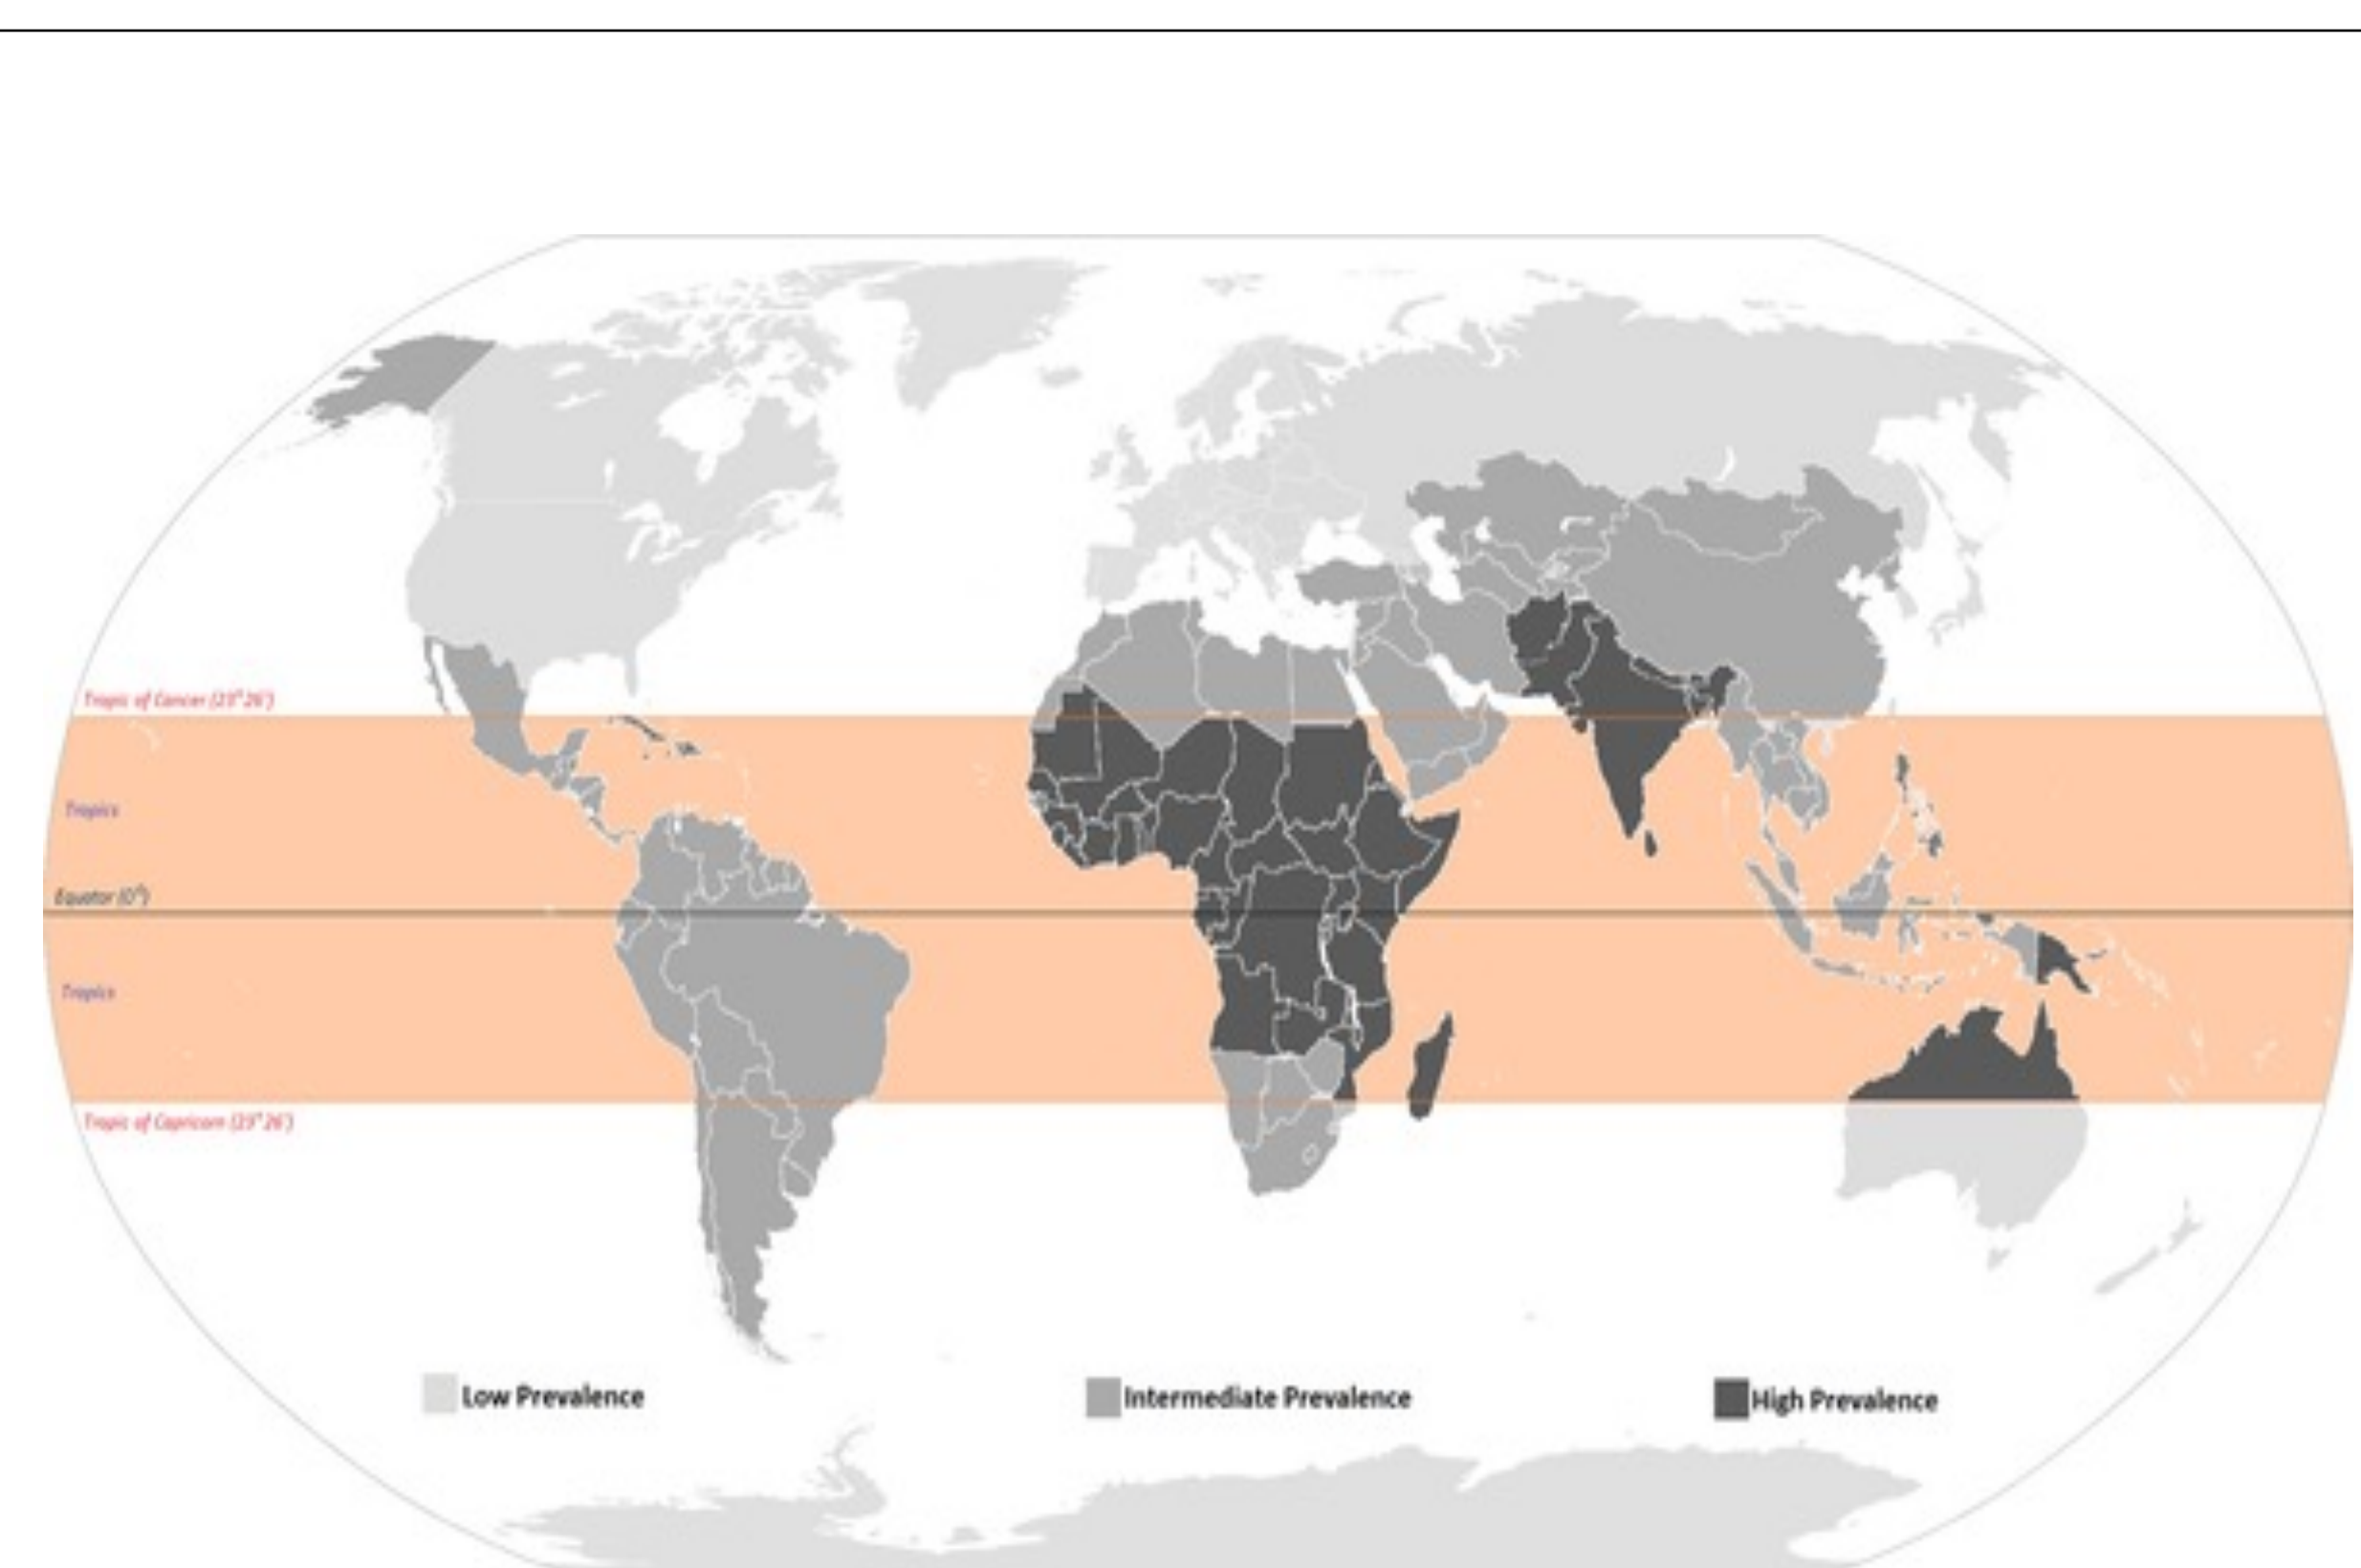 Tropic of Cancer (23°26')
Tropics
Equator (0°)
Tropics
Tropic of Capricorn (23°26')
Low Prevalence
Intermediate Prevalence
High Prevalence